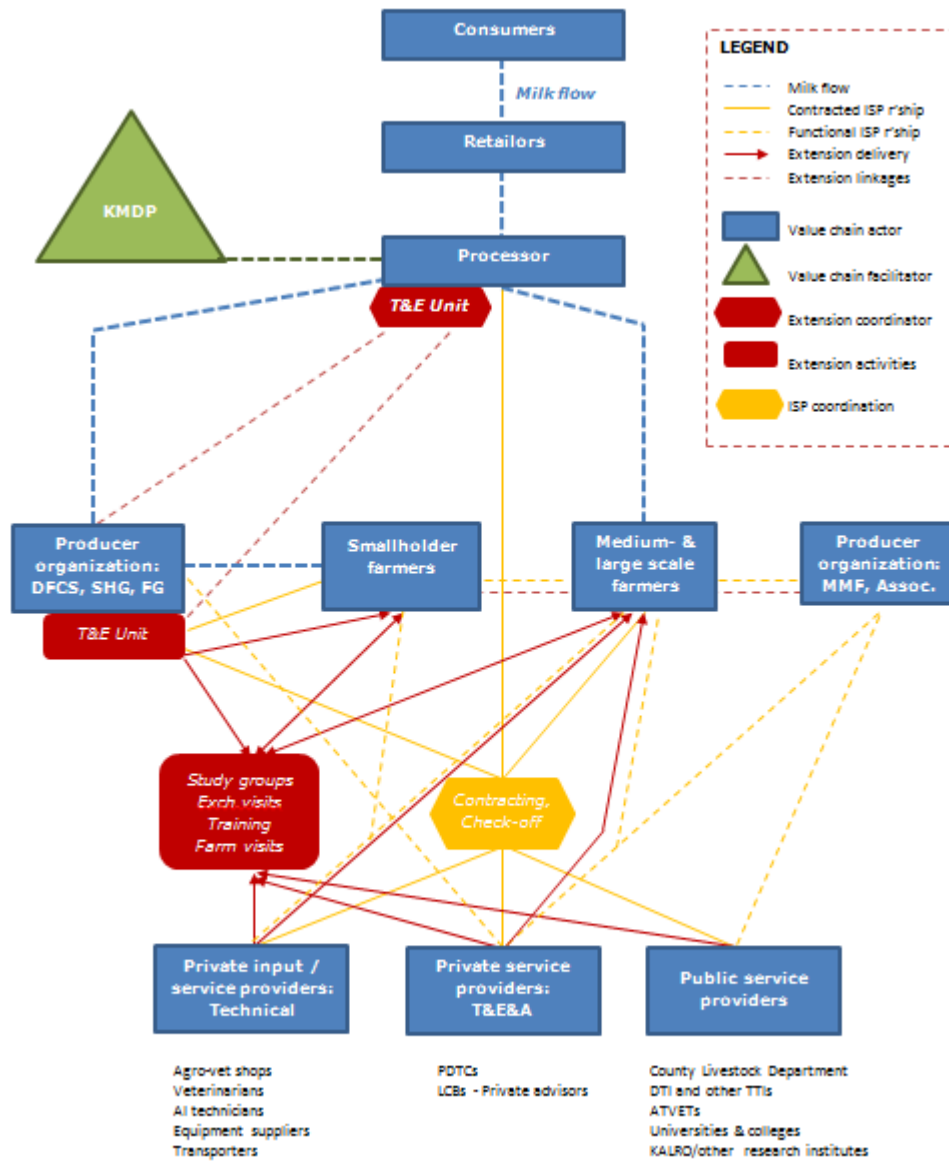 Consumers
LEGEND
Milk flow
Milk flow
Contracted ISP r'ship
Functional ISP r'ship
Extension delivery
Extension linkages
Retailors
KMDP
Value chain actor
Processor
T&E Unit
Value chain facilitator
Extension coordinator
Extension activities
ISP coordination
Producer
organization:
DFCS, SHG, FG
T&E Unit
Smallholder
farmers
Medium- &
large scale
farmers
Producer
organization:
MMF, Assoc.
Study groups
Exch.visits
Training
Farm visits
Contracting,
Check-off
Private input /
service providers:
Technical
Private service
providers:
T&E&A
Public service
providers
Agro-vet shops
Veterinarians
AI technicians
Equipment suppliers
Transporters
PDTCs
LCBs - Private advisors
County Livestock Department
DTI and other TTIs
ATVETs
Universities & colleges
KALRO/other research institutes